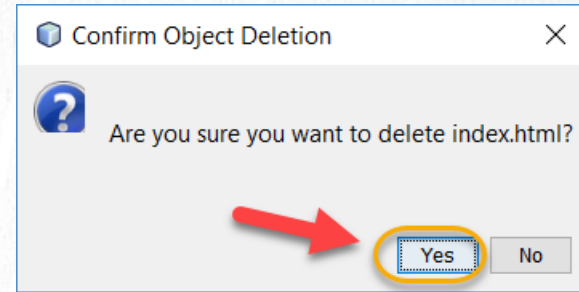 Confirm Object Deletion
Are you sure you want to delete index.html?
Yes No